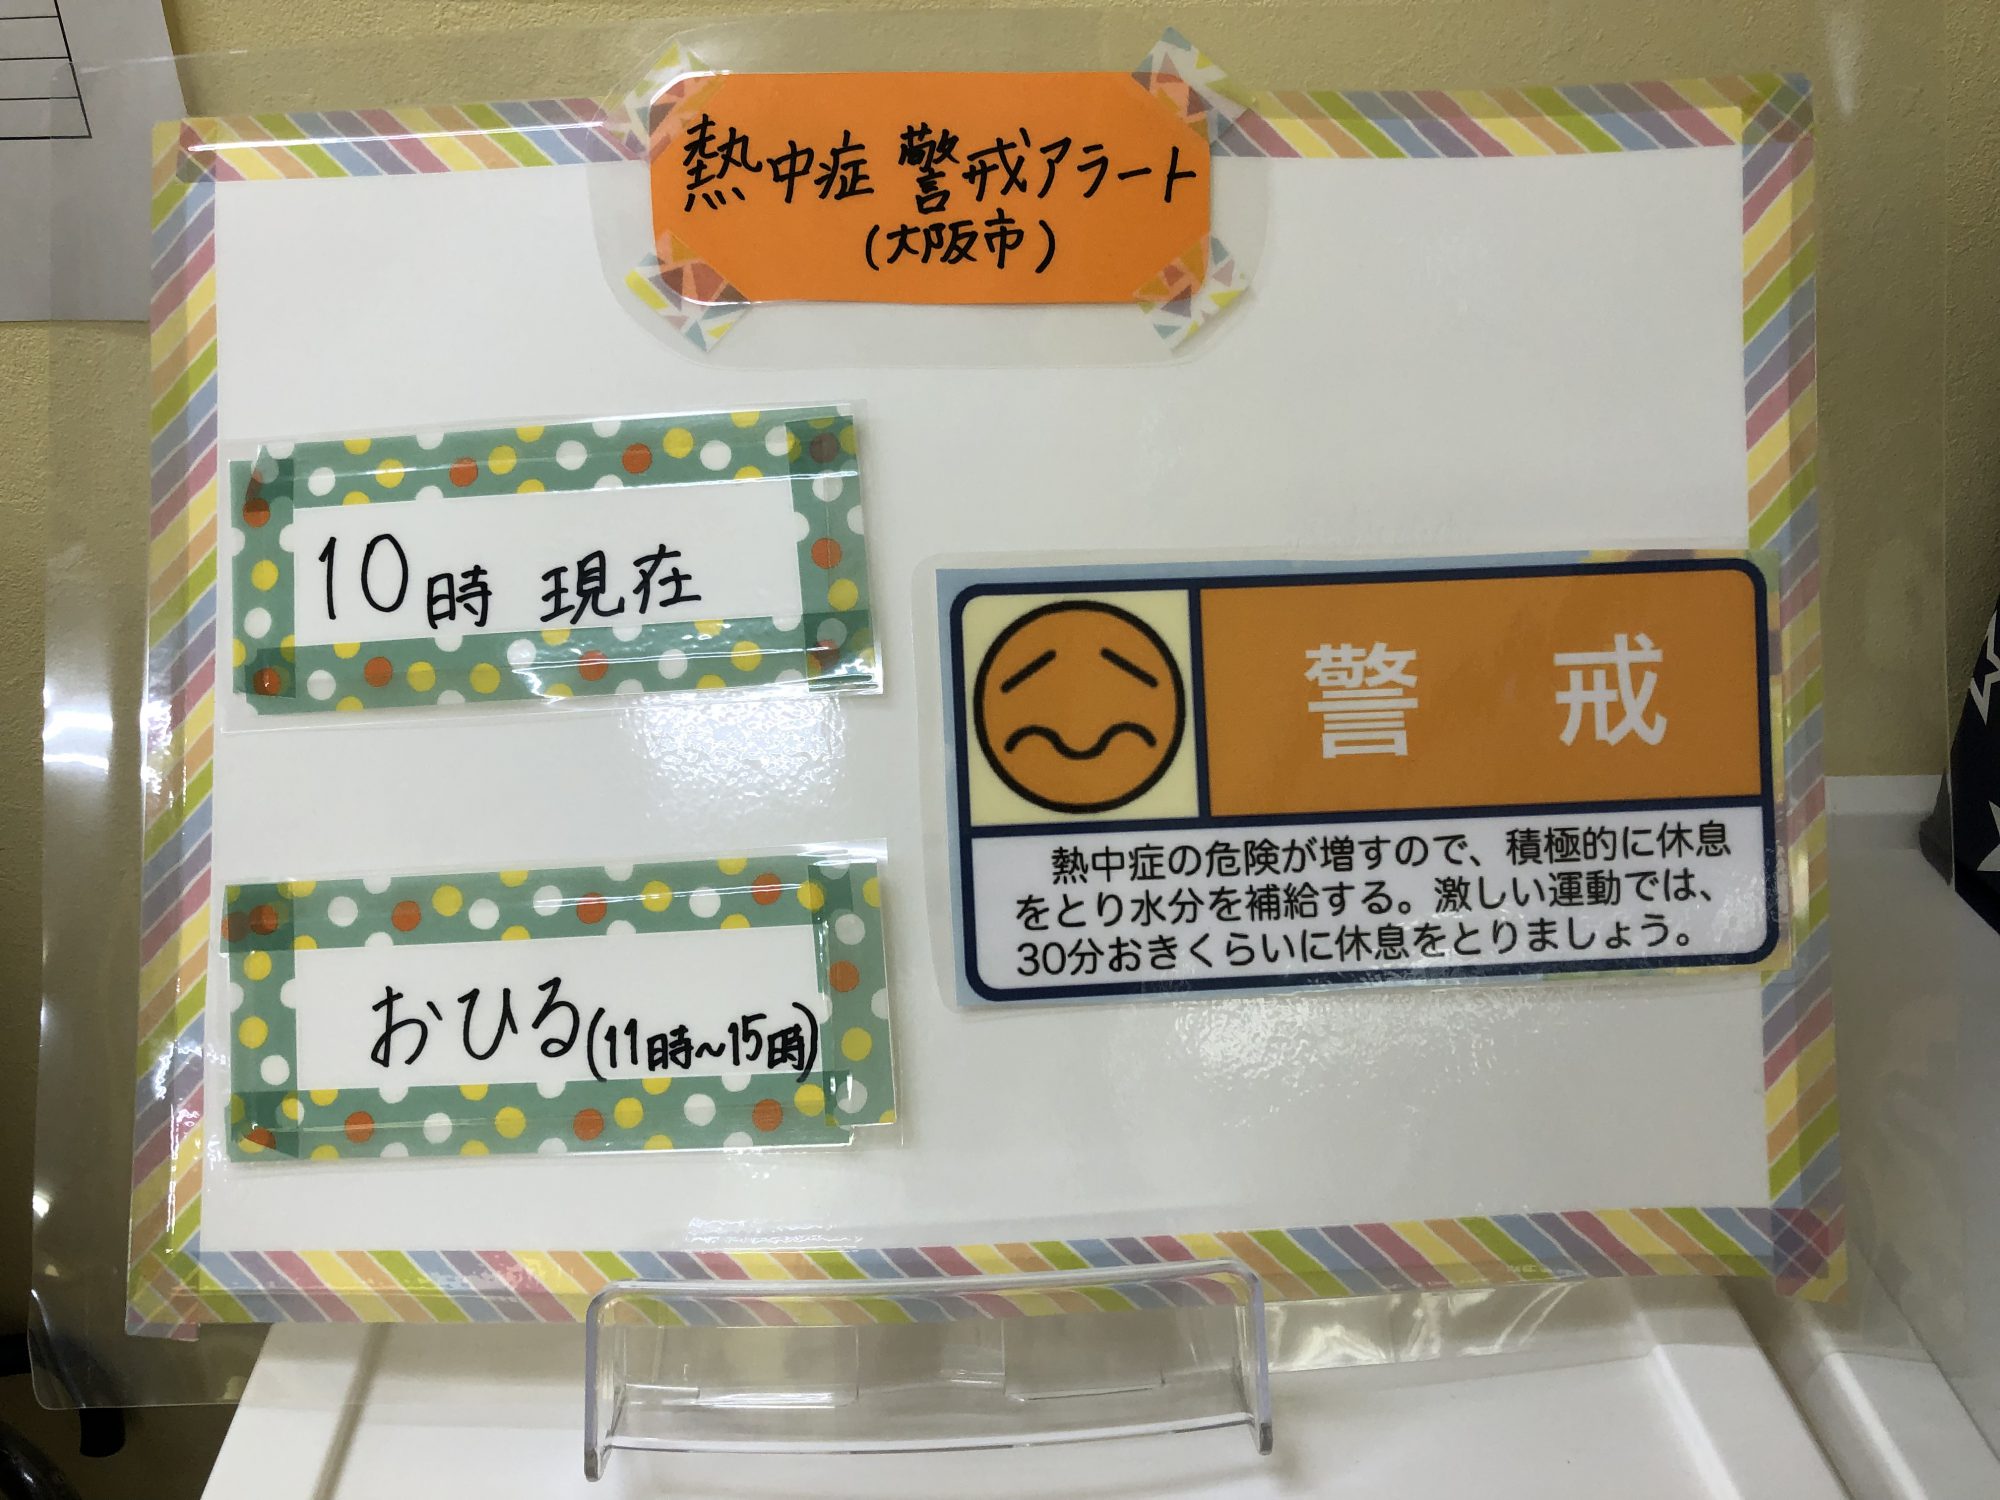 熱中症警戒アラート
(大阪市)
10時 現在
警戒
熱中症の危険が増すので、積極的に休息
をとり水分を補給する。激しい運動では、
30分おきくらいに休息をとりましょう。
おひる(11時〜15時)